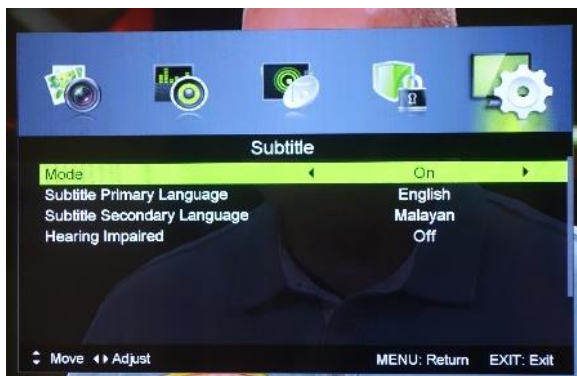 Subtitle
Mode On
Subtitle Primary Language English
Subtitle Secondary Language Malayan
Hearing Impaired Off
Move Adjust MENU: Return EXIT: Exit